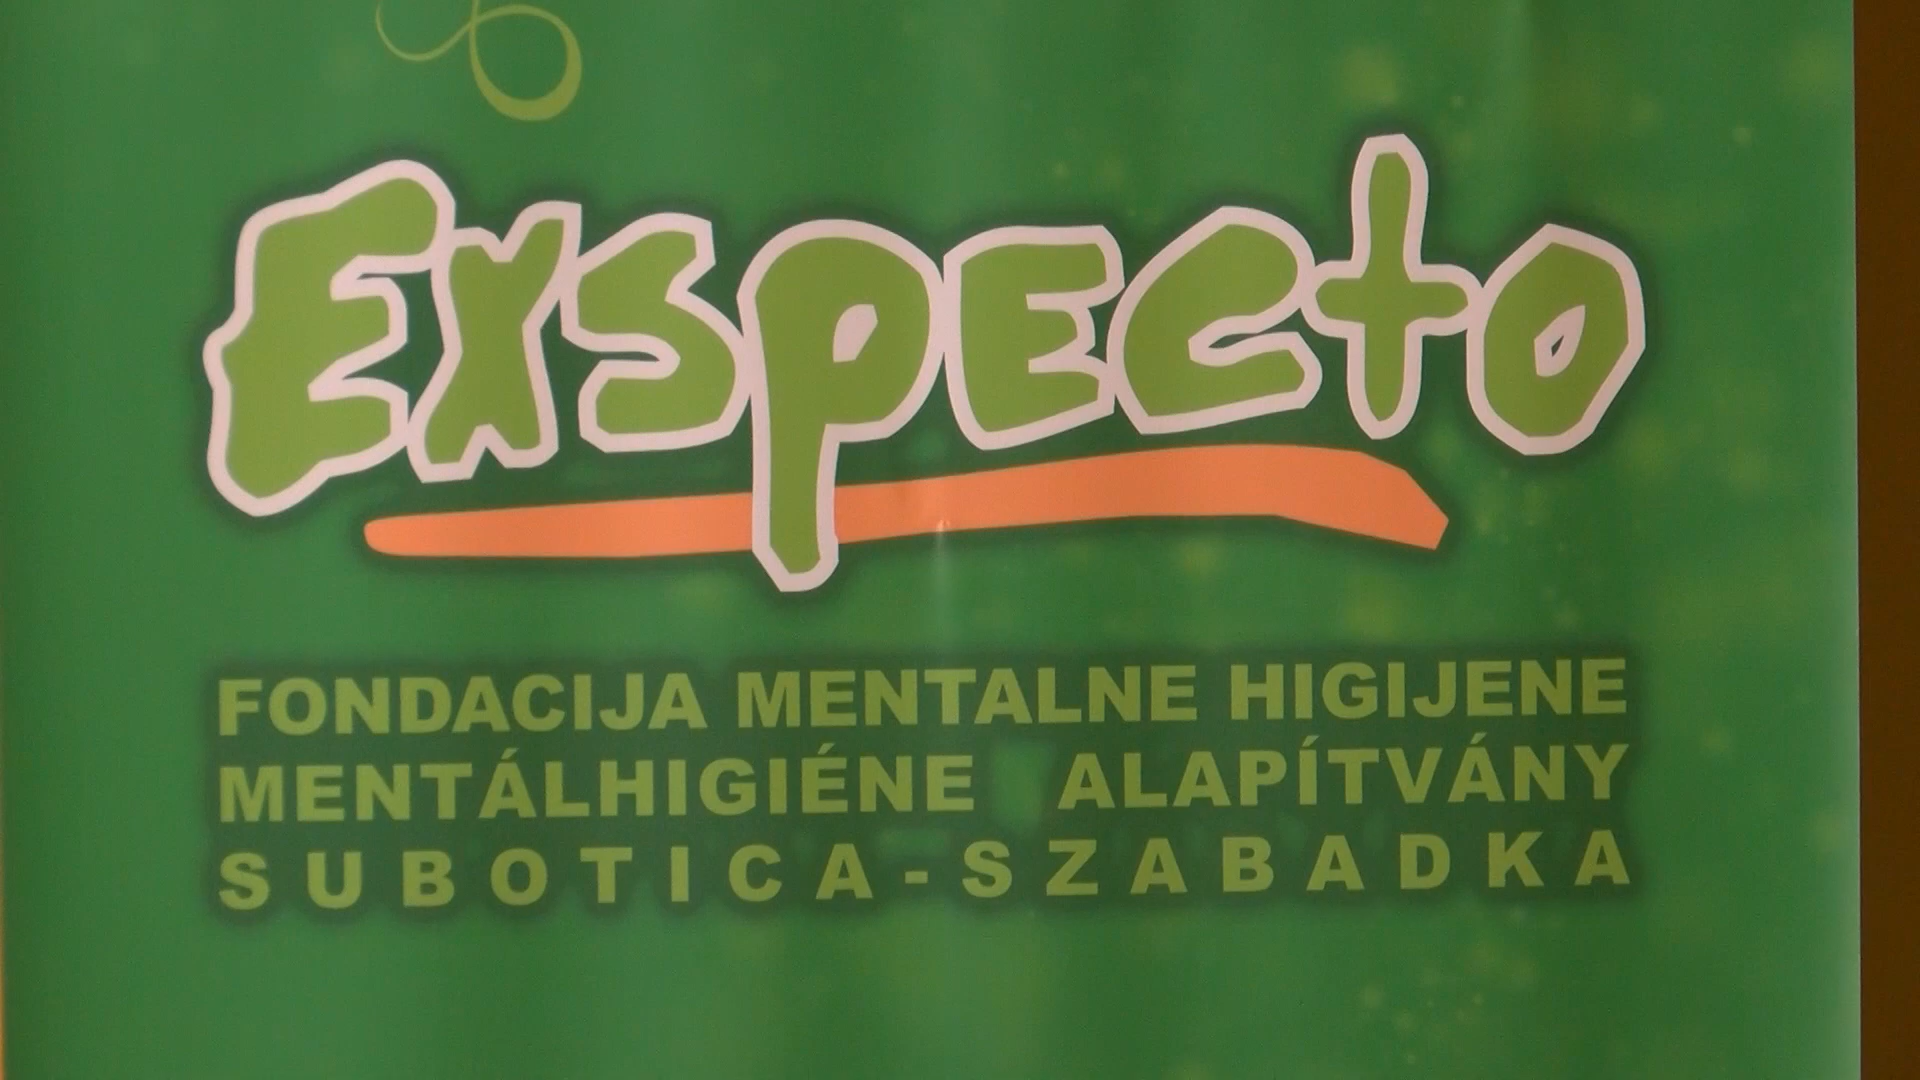 Exspecto
FONDACIJA MENTALNE HIGIJENE
MENTÁLHIGIÉNE ALAPÍTVÁNY
SUBOTICA-SZABADKA